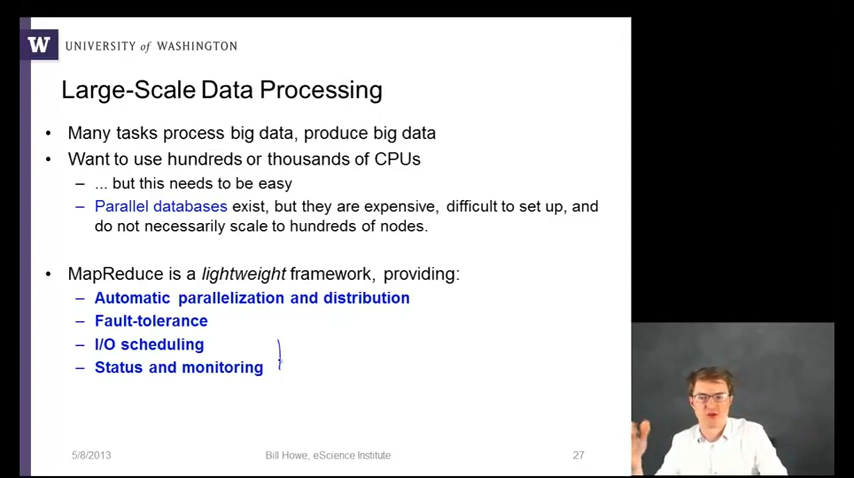 W UNIVERSITY of WASHINGTON
Large-Scale Data Processing
• Many tasks process big data, produce big data
• Want to use hundreds or thousands of CPUs
– ... but this needs to be easy
– Parallel databases exist, but they are expensive, difficult to set up, and
do not necessarily scale to hundreds of nodes.
• MapReduce is a lightweight framework, providing:
– Automatic parallelization and distribution
– Fault-tolerance
– I/O scheduling
– Status and monitoring
5/8/2013 Bill Howe, eScience Institute 27